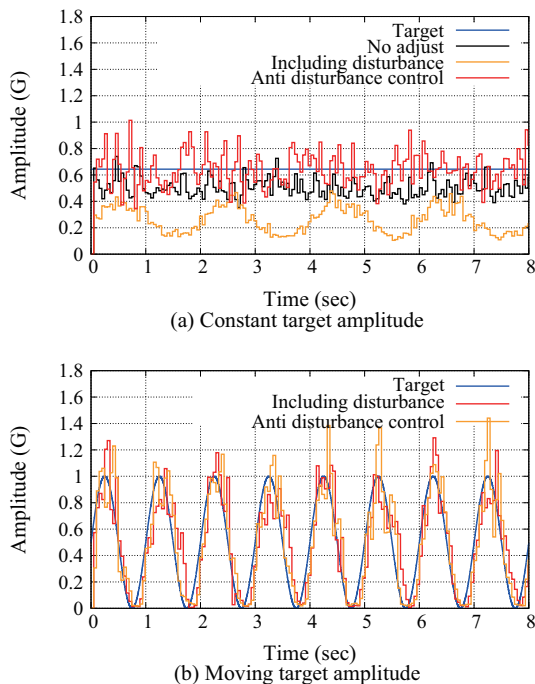 1.8
1.6
1.4
1.2
1
0.8
0.6
0.4
0.2
0
Amplitude (G)
Target
No adjust
Including disturbance
Anti disturbance control
0 1 2 3 4 5 6 7 8
Time (sec)
(a) Constant target amplitude
1.8
1.6
1.4
1.2
1
0.8
0.6
0.4
0.2
0
Amplitude (G)
Target
Including disturbance
Anti disturbance control
0 1 2 3 4 5 6 7 8
Time (sec)
(b) Moving target amplitude